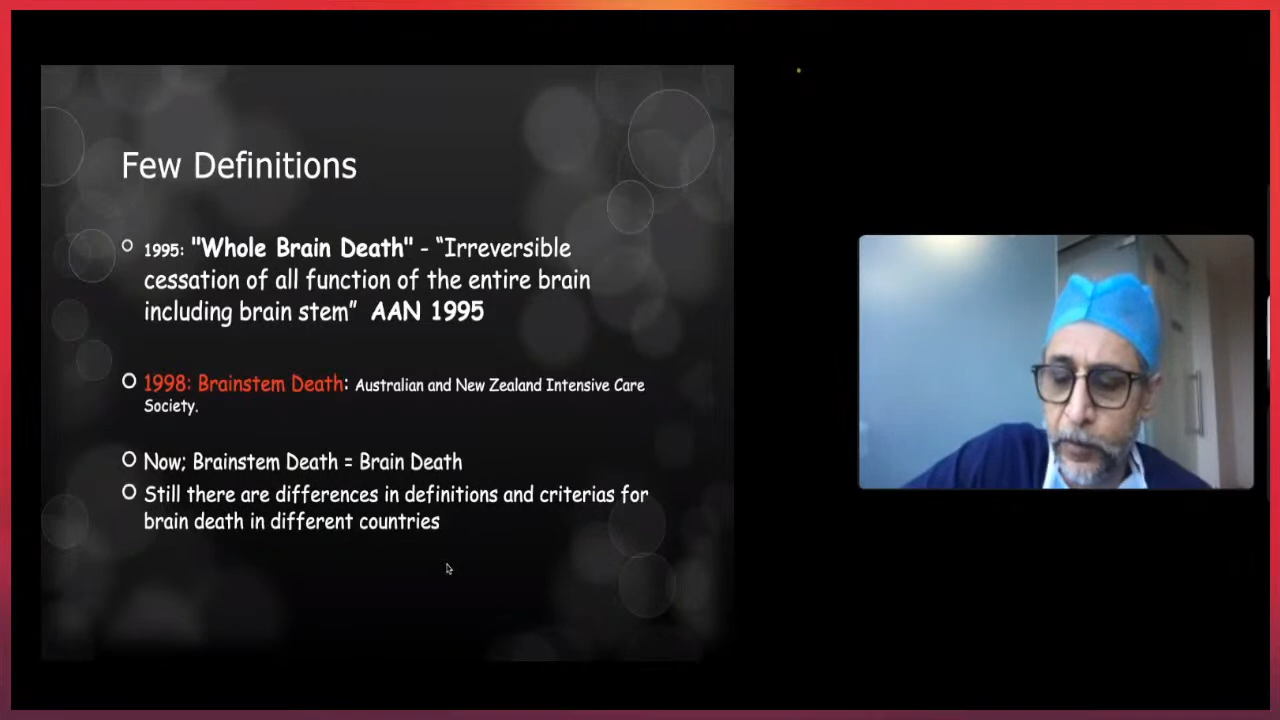 Few Definitions
1995: "Whole Brain Death" - “Irreversible
cessation of all function of the entire brain
including brain stem” AAN 1995
1998: Brainstem Death: Australian and New Zealand Intensive Care
Society.
Now; Brainstem Death = Brain Death
Still there are differences in definitions and criterias for
brain death in different countries